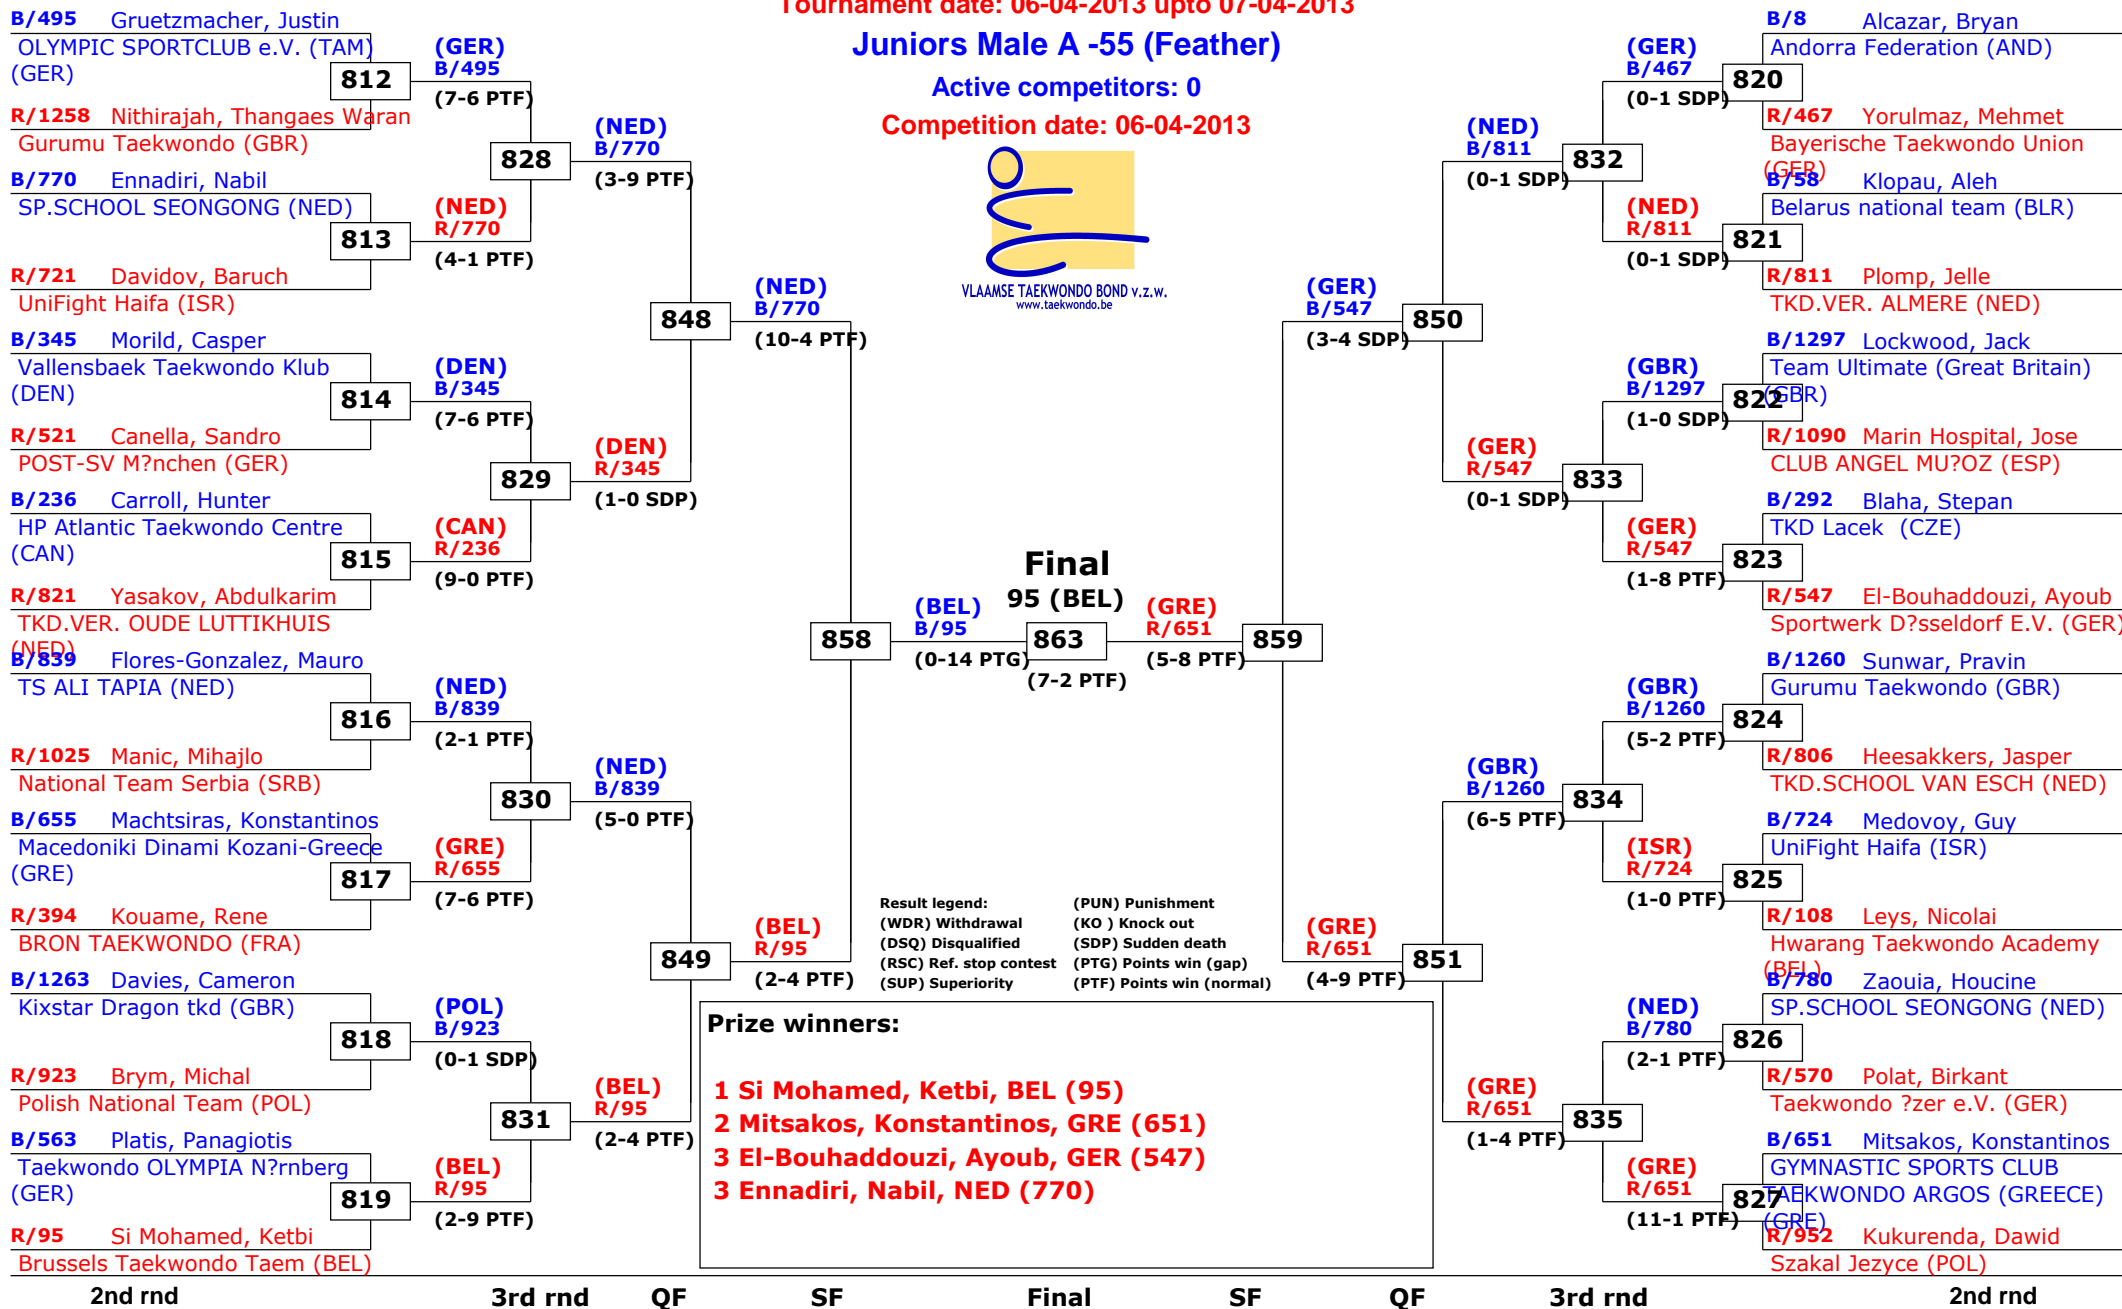 Tournament date: 06-04-2013 upto 07-04-2013
Juniors Male A -55 (Feather)
Active competitors: 0
Competition date: 06-04-2013
VLAAMSE TAEKWONDO BOND v.z.w.
www.taekwondo.be
B/495 Gruetzmacher, Justin
OLYMPIC SPORTCLUB e.V. (TAM)
(GER)
812
R/1258 Nithirajah, Thangaes Waran
Gurumu Taekwondo (GBR)
B/770 Ennadiri, Nabil
SP.SCHOOL SEONGONG (NED)
813
R/721 Davidov, Baruch
UniFight Haifa (ISR)
B/345 Morild, Casper
Vallensbaek Taekwondo Klub
(DEN)
814
R/521 Canella, Sandro
POST-SV M?nchen (GER)
B/236 Carroll, Hunter
HP Atlantic Taekwondo Centre
(CAN)
815
R/821 Yasakov, Abdulkarim
TKD.VER. OUDE LUTTIKHUIS
(NED)
B/839 Flores-Gonzalez, Mauro
TS ALI TAPIA (NED)
816
R/1025 Manic, Mihajlo
National Team Serbia (SRB)
B/655 Machtsiras, Konstantinos
Macedoniki Dinami Kozani-Greece
(GRE)
817
R/394 Kouame, Rene
BRON TAEKWONDO (FRA)
B/1263 Davies, Cameron
Kixstar Dragon tkd (GBR)
818
R/923 Brym, Michal
Polish National Team (POL)
B/563 Platis, Panagiotis
Taekwondo OLYMPIA N?rnberg
(GER)
819
R/95 Si Mohamed, Ketbi
Brussels Taekwondo Taem (BEL)
(GER)
B/495
(7-6 PTF)
828
(NED)
R/770
(4-1 PTF)
(DEN)
B/345
(7-6 PTF)
829
(CAN)
R/236
(9-0 PTF)
(NED)
B/839
(2-1 PTF)
830
(GRE)
R/655
(7-6 PTF)
(POL)
B/923
(0-1 SDP)
831
(BEL)
R/95
(2-9 PTF)
(NED)
B/770
(3-9 PTF)
848
(DEN)
R/345
(1-0 SDP)
(NED)
B/839
(5-0 PTF)
849
(BEL)
R/95
(2-4 PTF)
(NED)
B/770
(10-4 PTF)
858
(BEL)
R/95
(2-4 PTF)
(BEL)
B/95
(0-14 PTG)
Final
95 (BEL)
863
(7-2 PTF)
(GRE)
R/651
(5-8 PTF)
859
(GER)
B/547
(3-4 SDP)
850
(GRE)
R/651
(4-9 PTF)
851
(NED)
B/811
(0-1 SDP)
832
(GER)
R/547
(0-1 SDP)
833
(GBR)
B/1260
(6-5 PTF)
834
(GRE)
R/651
(1-4 PTF)
835
(GER)
B/467
(0-1 SDP)
820
(NED)
R/811
(0-1 SDP)
821
(GBR)
B/1297
(1-0 SDP)
822
(GER)
R/547
(1-8 PTF)
823
(GBR)
B/1260
(5-2 PTF)
824
(ISR)
R/724
(1-0 PTF)
825
(NED)
B/780
(2-1 PTF)
826
(GRE)
R/651
(11-1 PTF)
827
B/8 Alcazar, Bryan
Andorra Federation (AND)
R/467 Yorulmaz, Mehmet
Bayerische Taekwondo Union
(GER)
B/58 Klopau, Aleh
Belarus national team (BLR)
R/811 Plomp, Jelle
TKD.VER. ALMERE (NED)
B/1297 Lockwood, Jack
Team Ultimate (Great Britain)
(GBR)
R/1090 Marin Hospital, Jose
CLUB ANGEL MU?OZ (ESP)
B/292 Blaha, Stepan
TKD Lacek (CZE)
R/547 El-Bouhaddouzi, Ayoub
Sportwerk D?sseldorf E.V. (GER)
B/1260 Sunwar, Pravin
Gurumu Taekwondo (GBR)
R/806 Heesakkers, Jasper
TKD.SCHOOL VAN ESCH (NED)
B/724 Medovoy, Guy
UniFight Haifa (ISR)
R/108 Leys, Nicolai
Hwarang Taekwondo Academy
(BEL)
B/780 Zaouia, Houcine
SP.SCHOOL SEONGONG (NED)
R/570 Polat, Birkant
Taekwondo ?zer e.V. (GER)
B/651 Mitsakos, Konstantinos
GYMNASTIC SPORTS CLUB
TAEKWONDO ARGOS (GREECE)
(GRE)
R/952 Kukurenda, Dawid
Szakal Jezyce (POL)
Result legend:
(WDR) Withdrawal
(DSQ) Disqualified
(RSC) Ref. stop contest
(SUP) Superiority
(PUN) Punishment
(KO ) Knock out
(SDP) Sudden death
(PTG) Points win (gap)
(PTF) Points win (normal)
Prize winners:
1 Si Mohamed, Ketbi, BEL (95)
2 Mitsakos, Konstantinos, GRE (651)
3 El-Bouhaddouzi, Ayoub, GER (547)
3 Ennadiri, Nabil, NED (770)
2nd rnd 3rd rnd QF SF Final SF QF 3rd rnd 2nd rnd